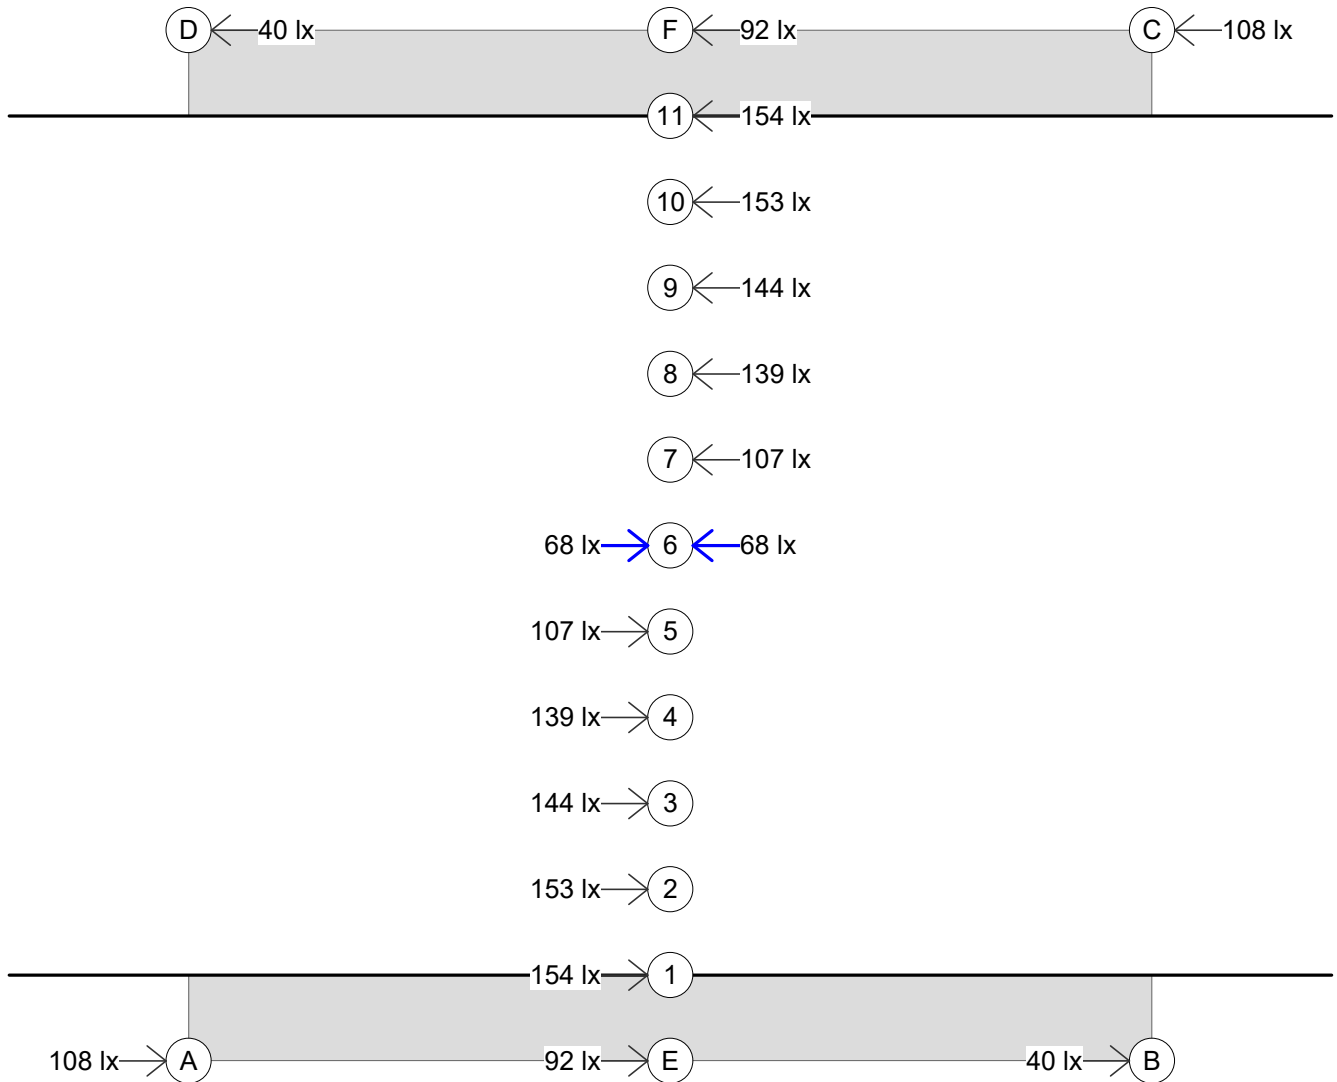 D 40 lx F 92 lx C 108 lx
11 154 lx
10 153 lx
9 144 lx
8 139 lx
7 107 lx
68 lx 6 68 lx
107 lx 5
139 lx 4
144 lx 3
153 lx 2
154 lx 1
108 lx A 92 lx E 40 lx B